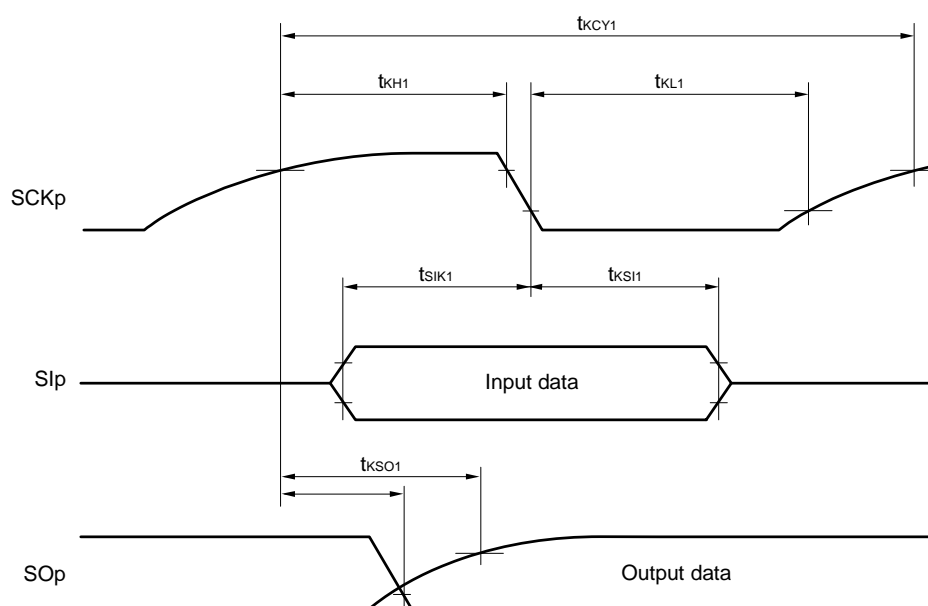 tKCY1
tKH1
tKL1
SCKp
tSIK1
tKSI1
SIp
Input data
tKSO1
SOp
Output data